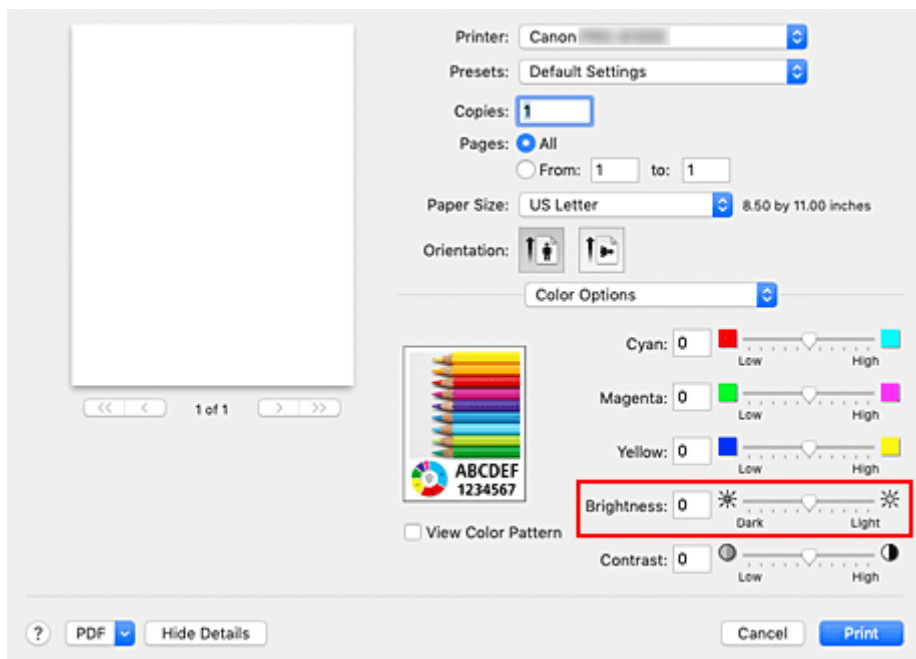 Printer: Canon
Presets: Default Settings
Copies: 1
Pages: All
From: 1 to: 1
Paper Size: US Letter 8.50 by 11.00 inches
Orientation:
Color Options
Cyan: 0
Low High
Magenta: 0
Low High
Yellow: 0
Low High
Brightness: 0
Dark Light
Contrast: 0
Low High
ABCDEF
1234567
View Color Pattern
<< < 1 of 1 > >>
? PDF Hide Details Cancel Print